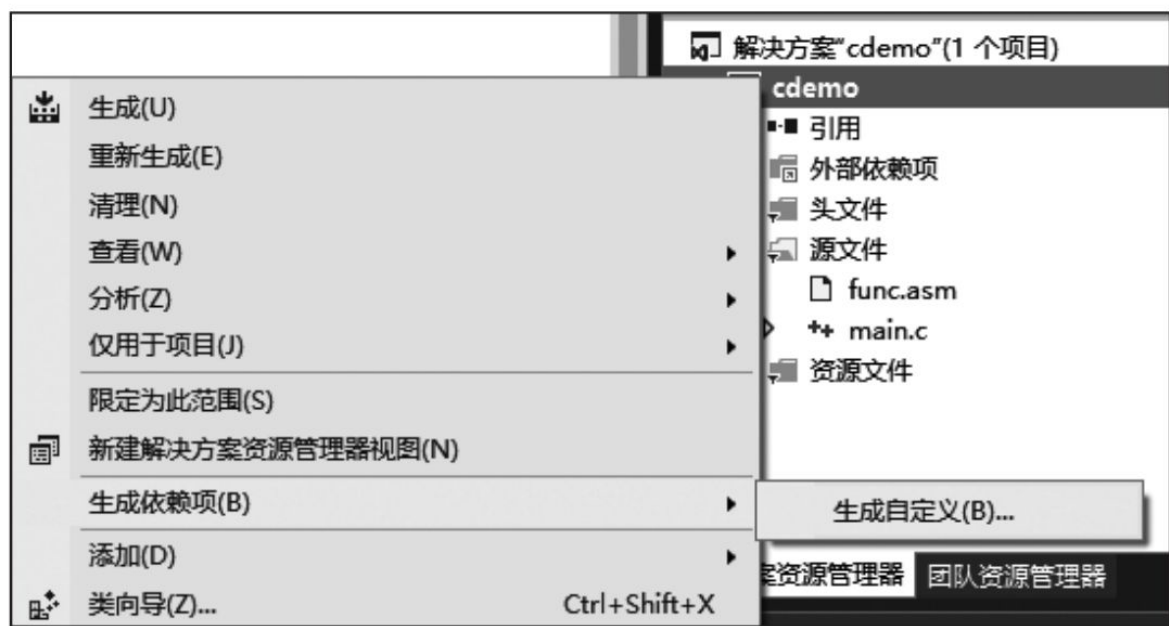 解决方案“cdemo”(1 个项目)
cdemo
引用
外部依赖项
头文件
源文件
func.asm
main.c
资源文件
生成(U)
重新生成(E)
清理(N)
查看(W)
分析(Z)
仅用于项目(J)
限定为此范围(S)
新建解决方案资源管理器视图(N)
生成依赖项(B)
生成自定义(B)...
添加(D)
类向导(Z)... Ctrl+Shift+X
案资源管理器 团队资源管理器